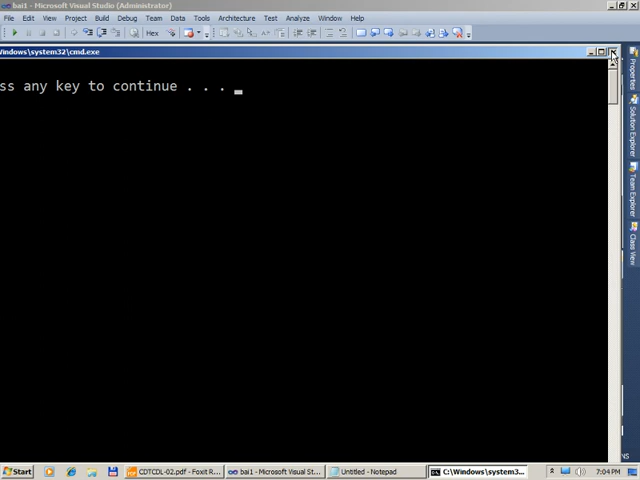 bai1 - Microsoft Visual Studio (Administrator)
File Edit View Project Build Debug Team Data Tools Architecture Test Analyze Window Help
Hex
Windows\system32\cmd.exe
ss any key to continue . . . _
Properties
Solution Explorer
Team Explorer
Class View
NS
Start CDTCDL-02.pdf - Foxit R... bai1 - Microsoft Visual St... Untitled - Notepad C:\Windows\system3... 7:04 PM